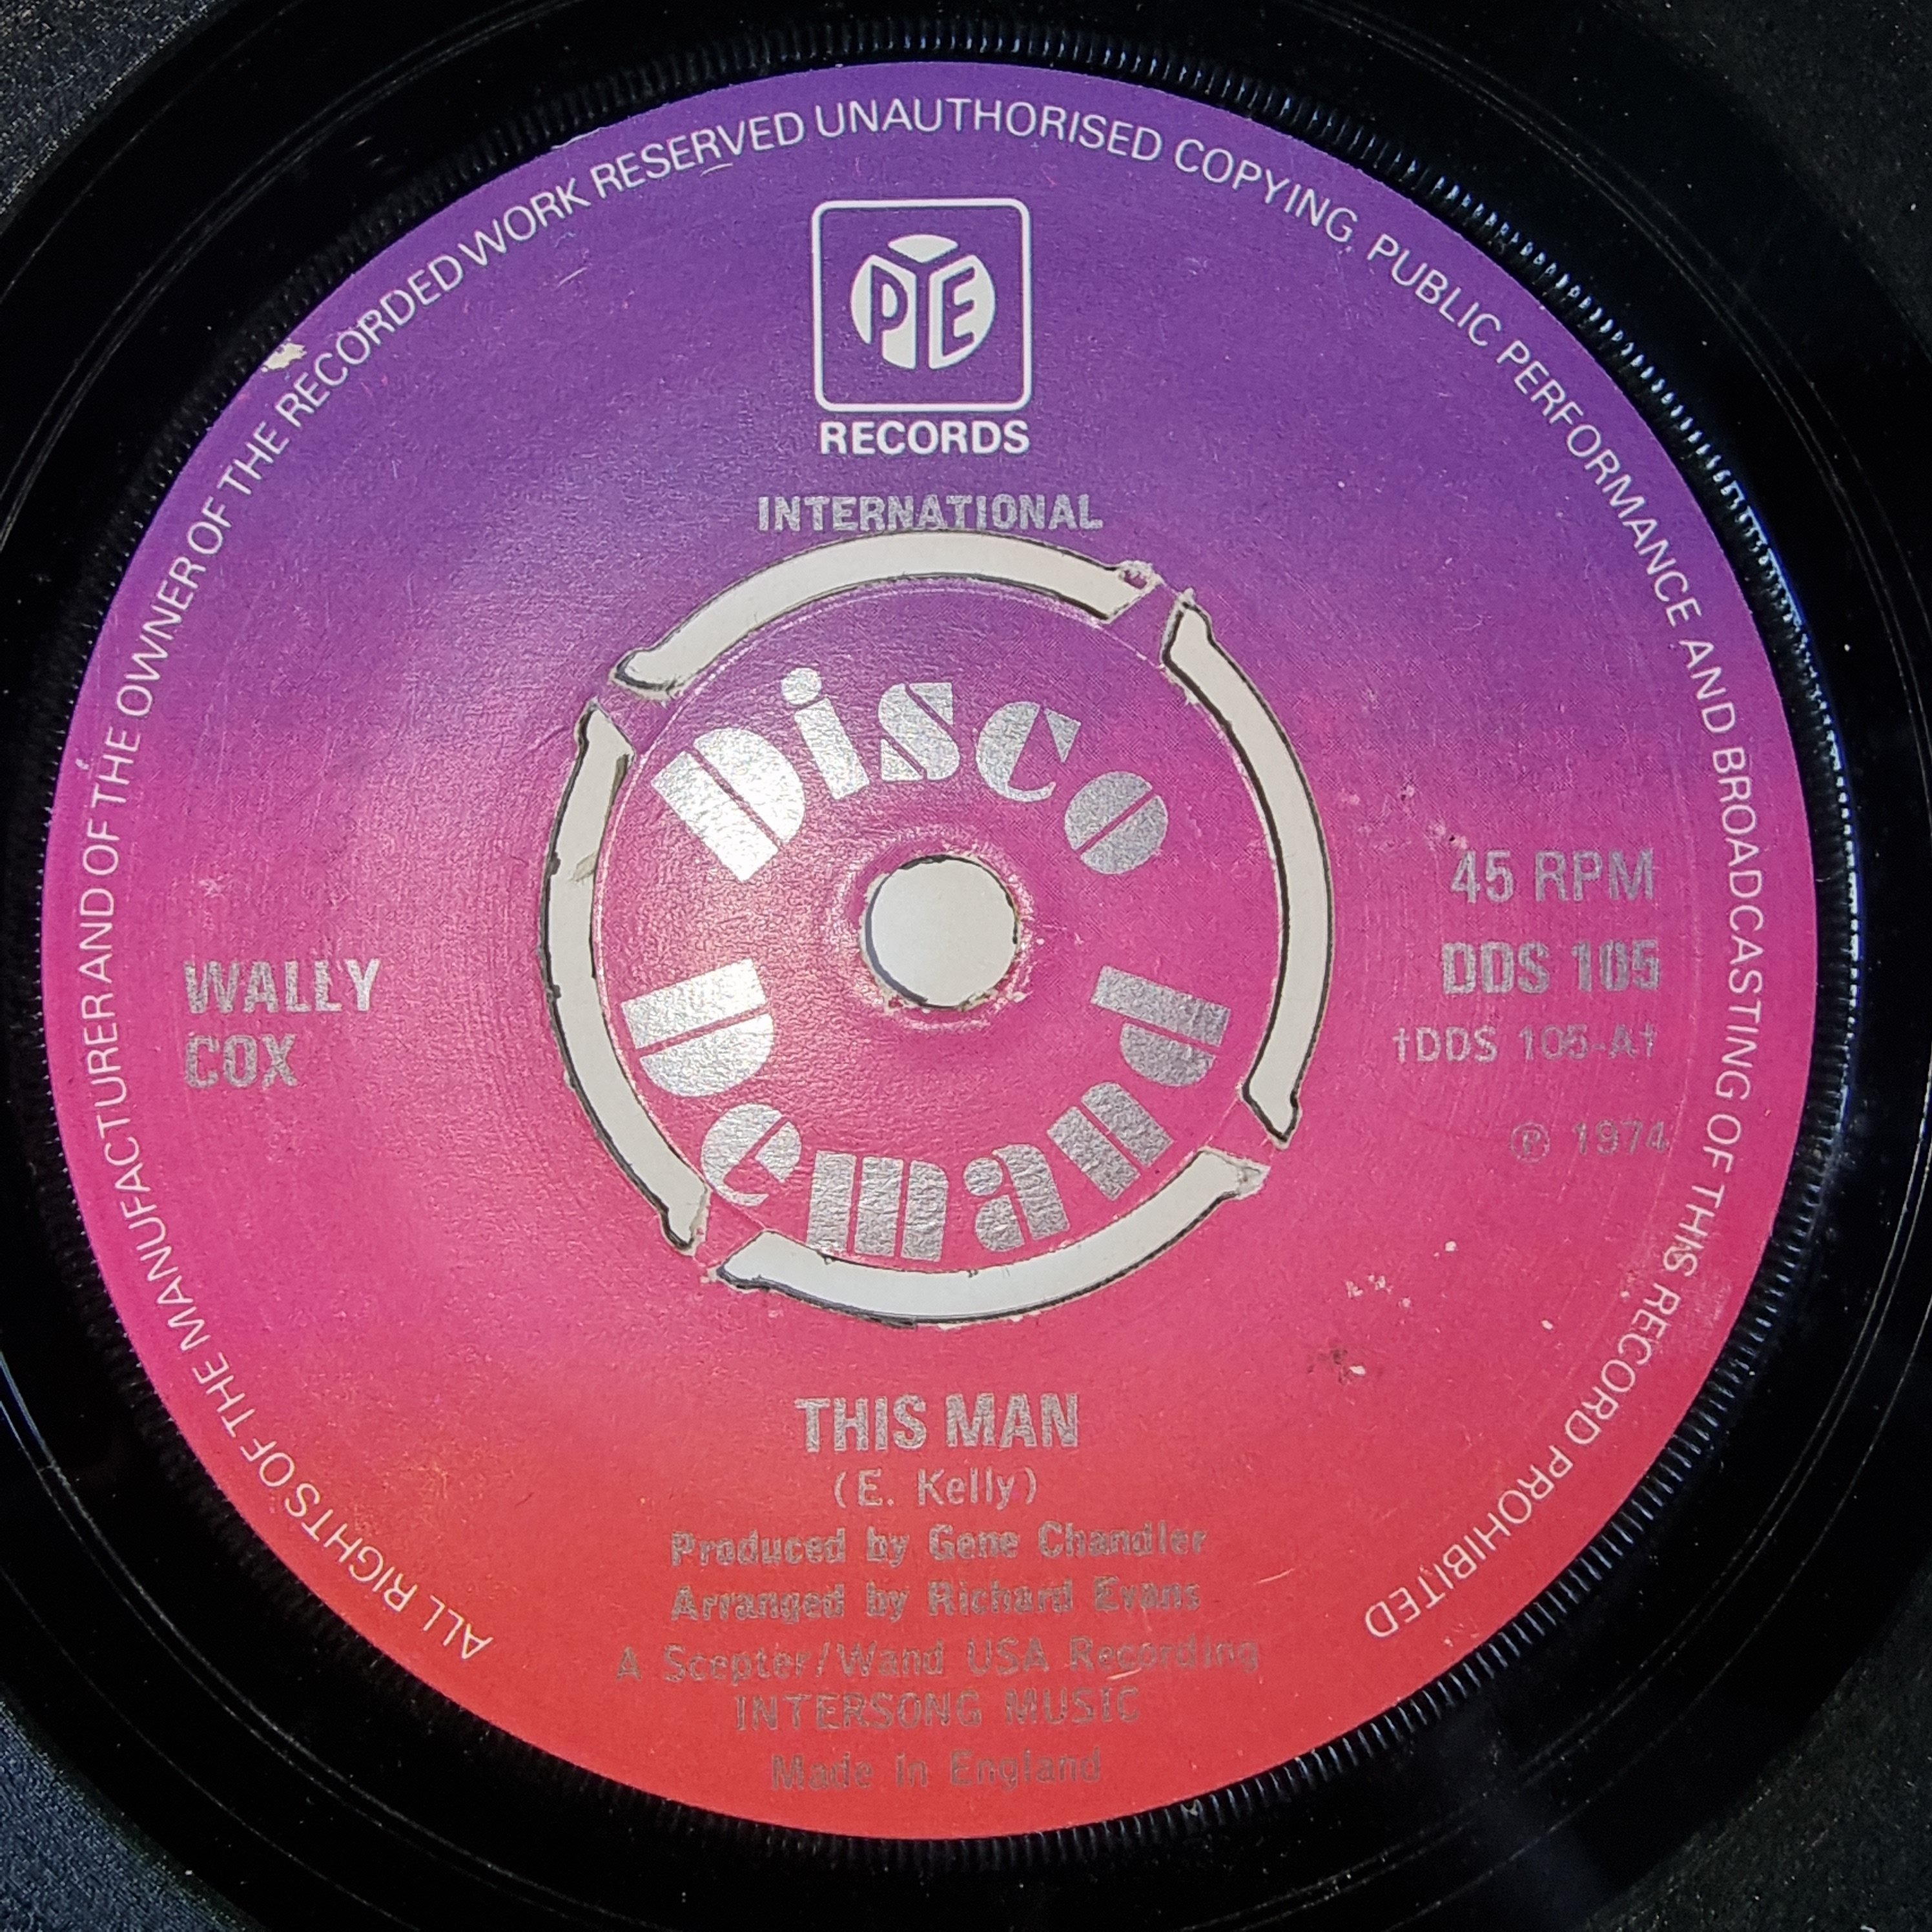 ALL RIGHTS OF THE MANUFACTURER AND OF THE OWNER OF THE RECORDED WORK RESERVED UNAUTHORISED COPYING, PUBLIC PERFORMANCE AND BROADCASTING OF THIS RECORD PROHIBITED
PYE
RECORDS
INTERNATIONAL
Disco
Demand
45 RPM
DDS 105
†DDS 105-A†
℗ 1974
WALLY
COX
THIS MAN
(E. Kelly)
Produced by Gene Chandler
Arranged by Richard Evans
A Scepter/Wand USA Recording
INTERSONG MUSIC
Made in England